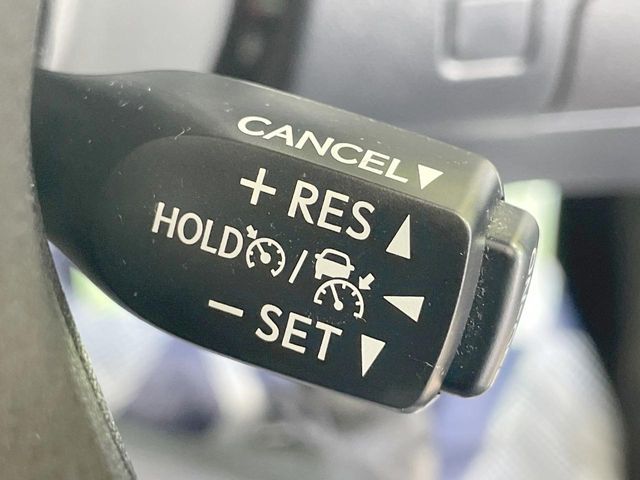 CANCEL▼
+ RES ▲
HOLD / ◀
− SET ▼